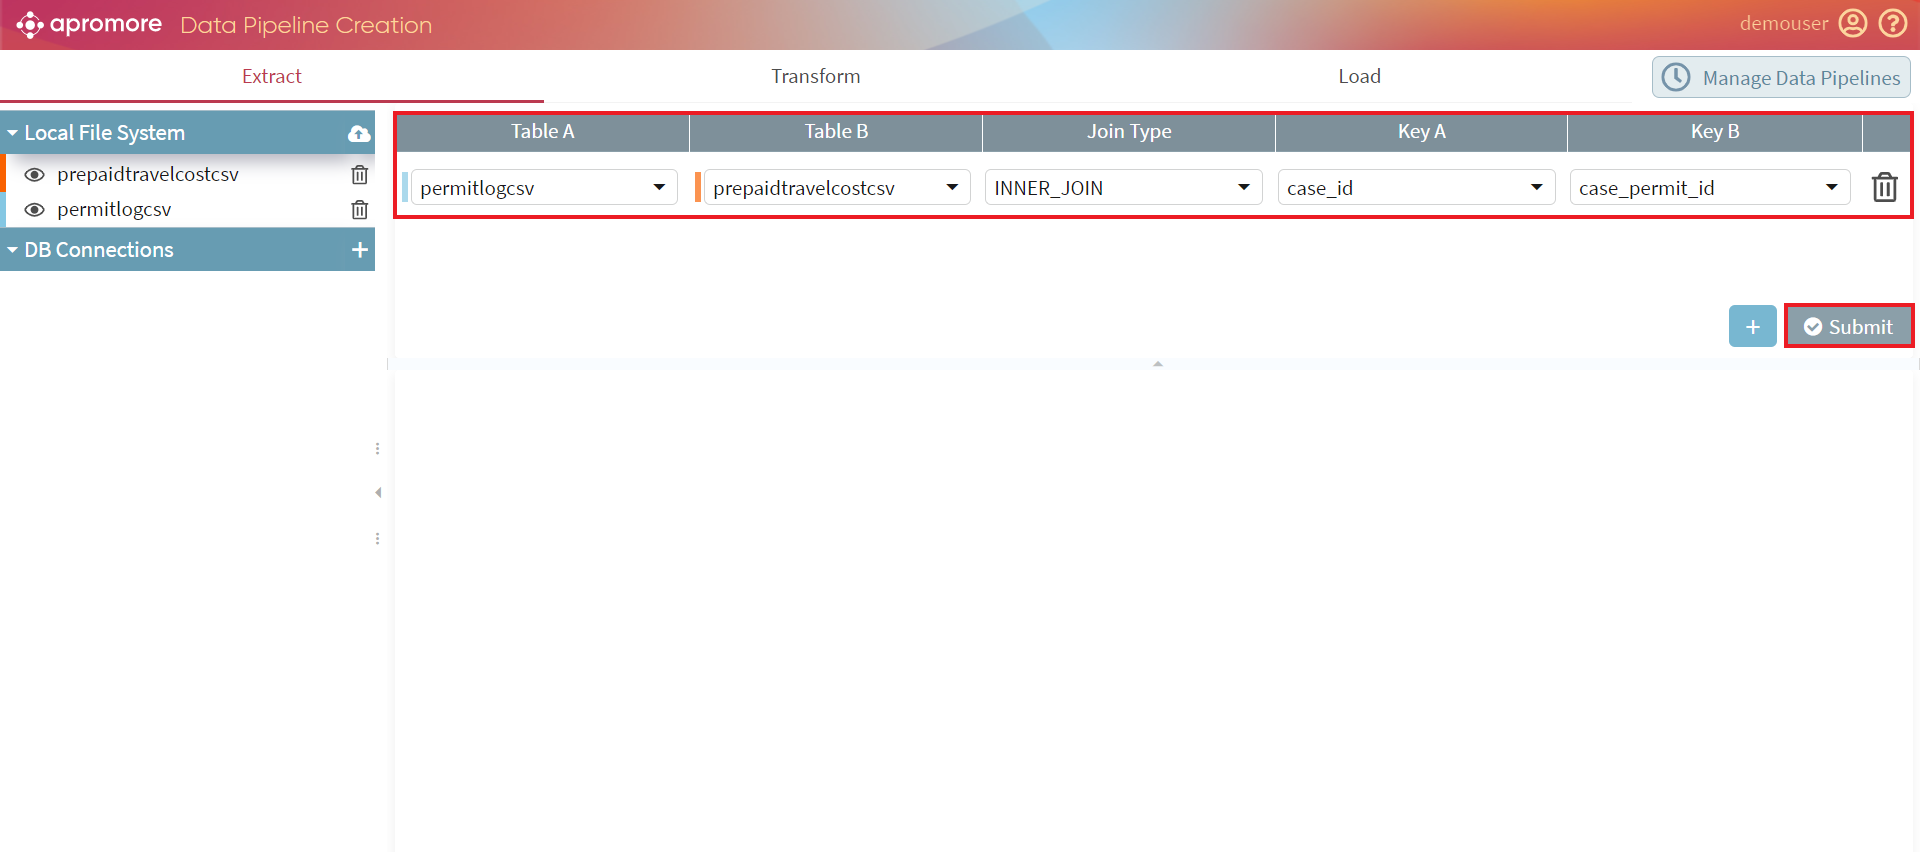 apromore Data Pipeline Creation demouser
Extract Transform Load Manage Data Pipelines
Local File System
prepaidtravelcostcsv
permitlogcsv
DB Connections
Table A Table B Join Type Key A Key B
permitlogcsv prepaidtravelcostcsv INNER_JOIN case_id case_permit_id
+ Submit